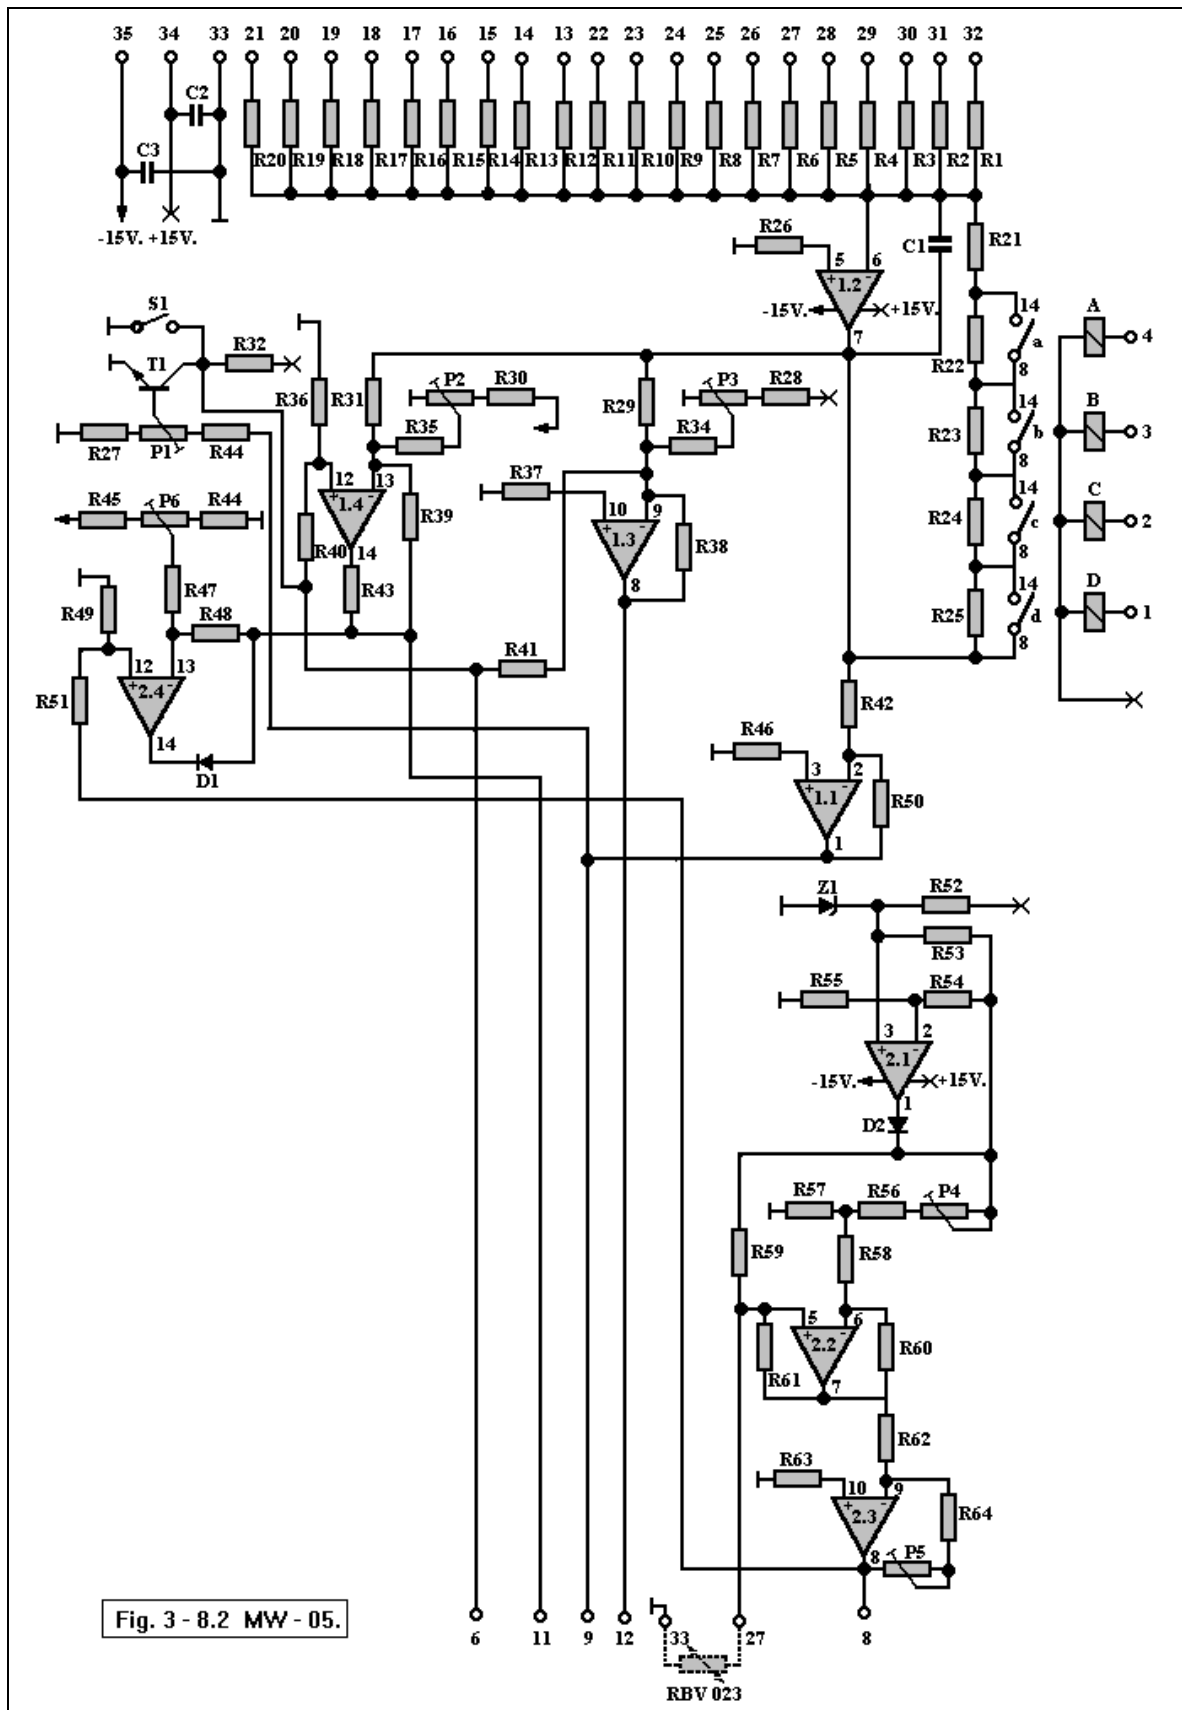 35 34 33 21 20 19 18 17 16 15 14 13 22 23 24 25 26 27 28 29 30 31 32
C2
C3
R20 R19 R18 R17 R16 R15 R14 R13 R12 R11 R10 R9 R8 R7 R6 R5 R4 R3 R2 R1
-15V. +15V.
R26
C1
R21
5 6
+ -
1.2
-15V. +15V.
7
S1
14
a
8
A
4
T1
R32
R22
P2 R30
P3 R28
R36 R31
R29
R35
R34
14
b
8
B
3
R23
R27 P1 R44
12 13
+ -
1.4
14
R37
10 9
+ -
1.3
8
R39
R38
14
c
8
C
2
R24
R45 P6 R44
R40
R43
R47
R49
R48
14
d
8
D
1
R25
12 13
+ -
2.4
14
R51
R41
R42
D1
R46
3 2
+ -
1.1
1
R50
Z1
R52
R53
R55
R54
3 2
+ -
2.1
-15V. +15V.
1
D2
R57 R56 P4
R59
R58
5 6
+ -
2.2
7
R61
R60
R62
R63
10 9
+ -
2.3
8
R64
P5
Fig. 3 - 8.2 MW - 05.
6 11 9 12 33 27 8
RBV 023